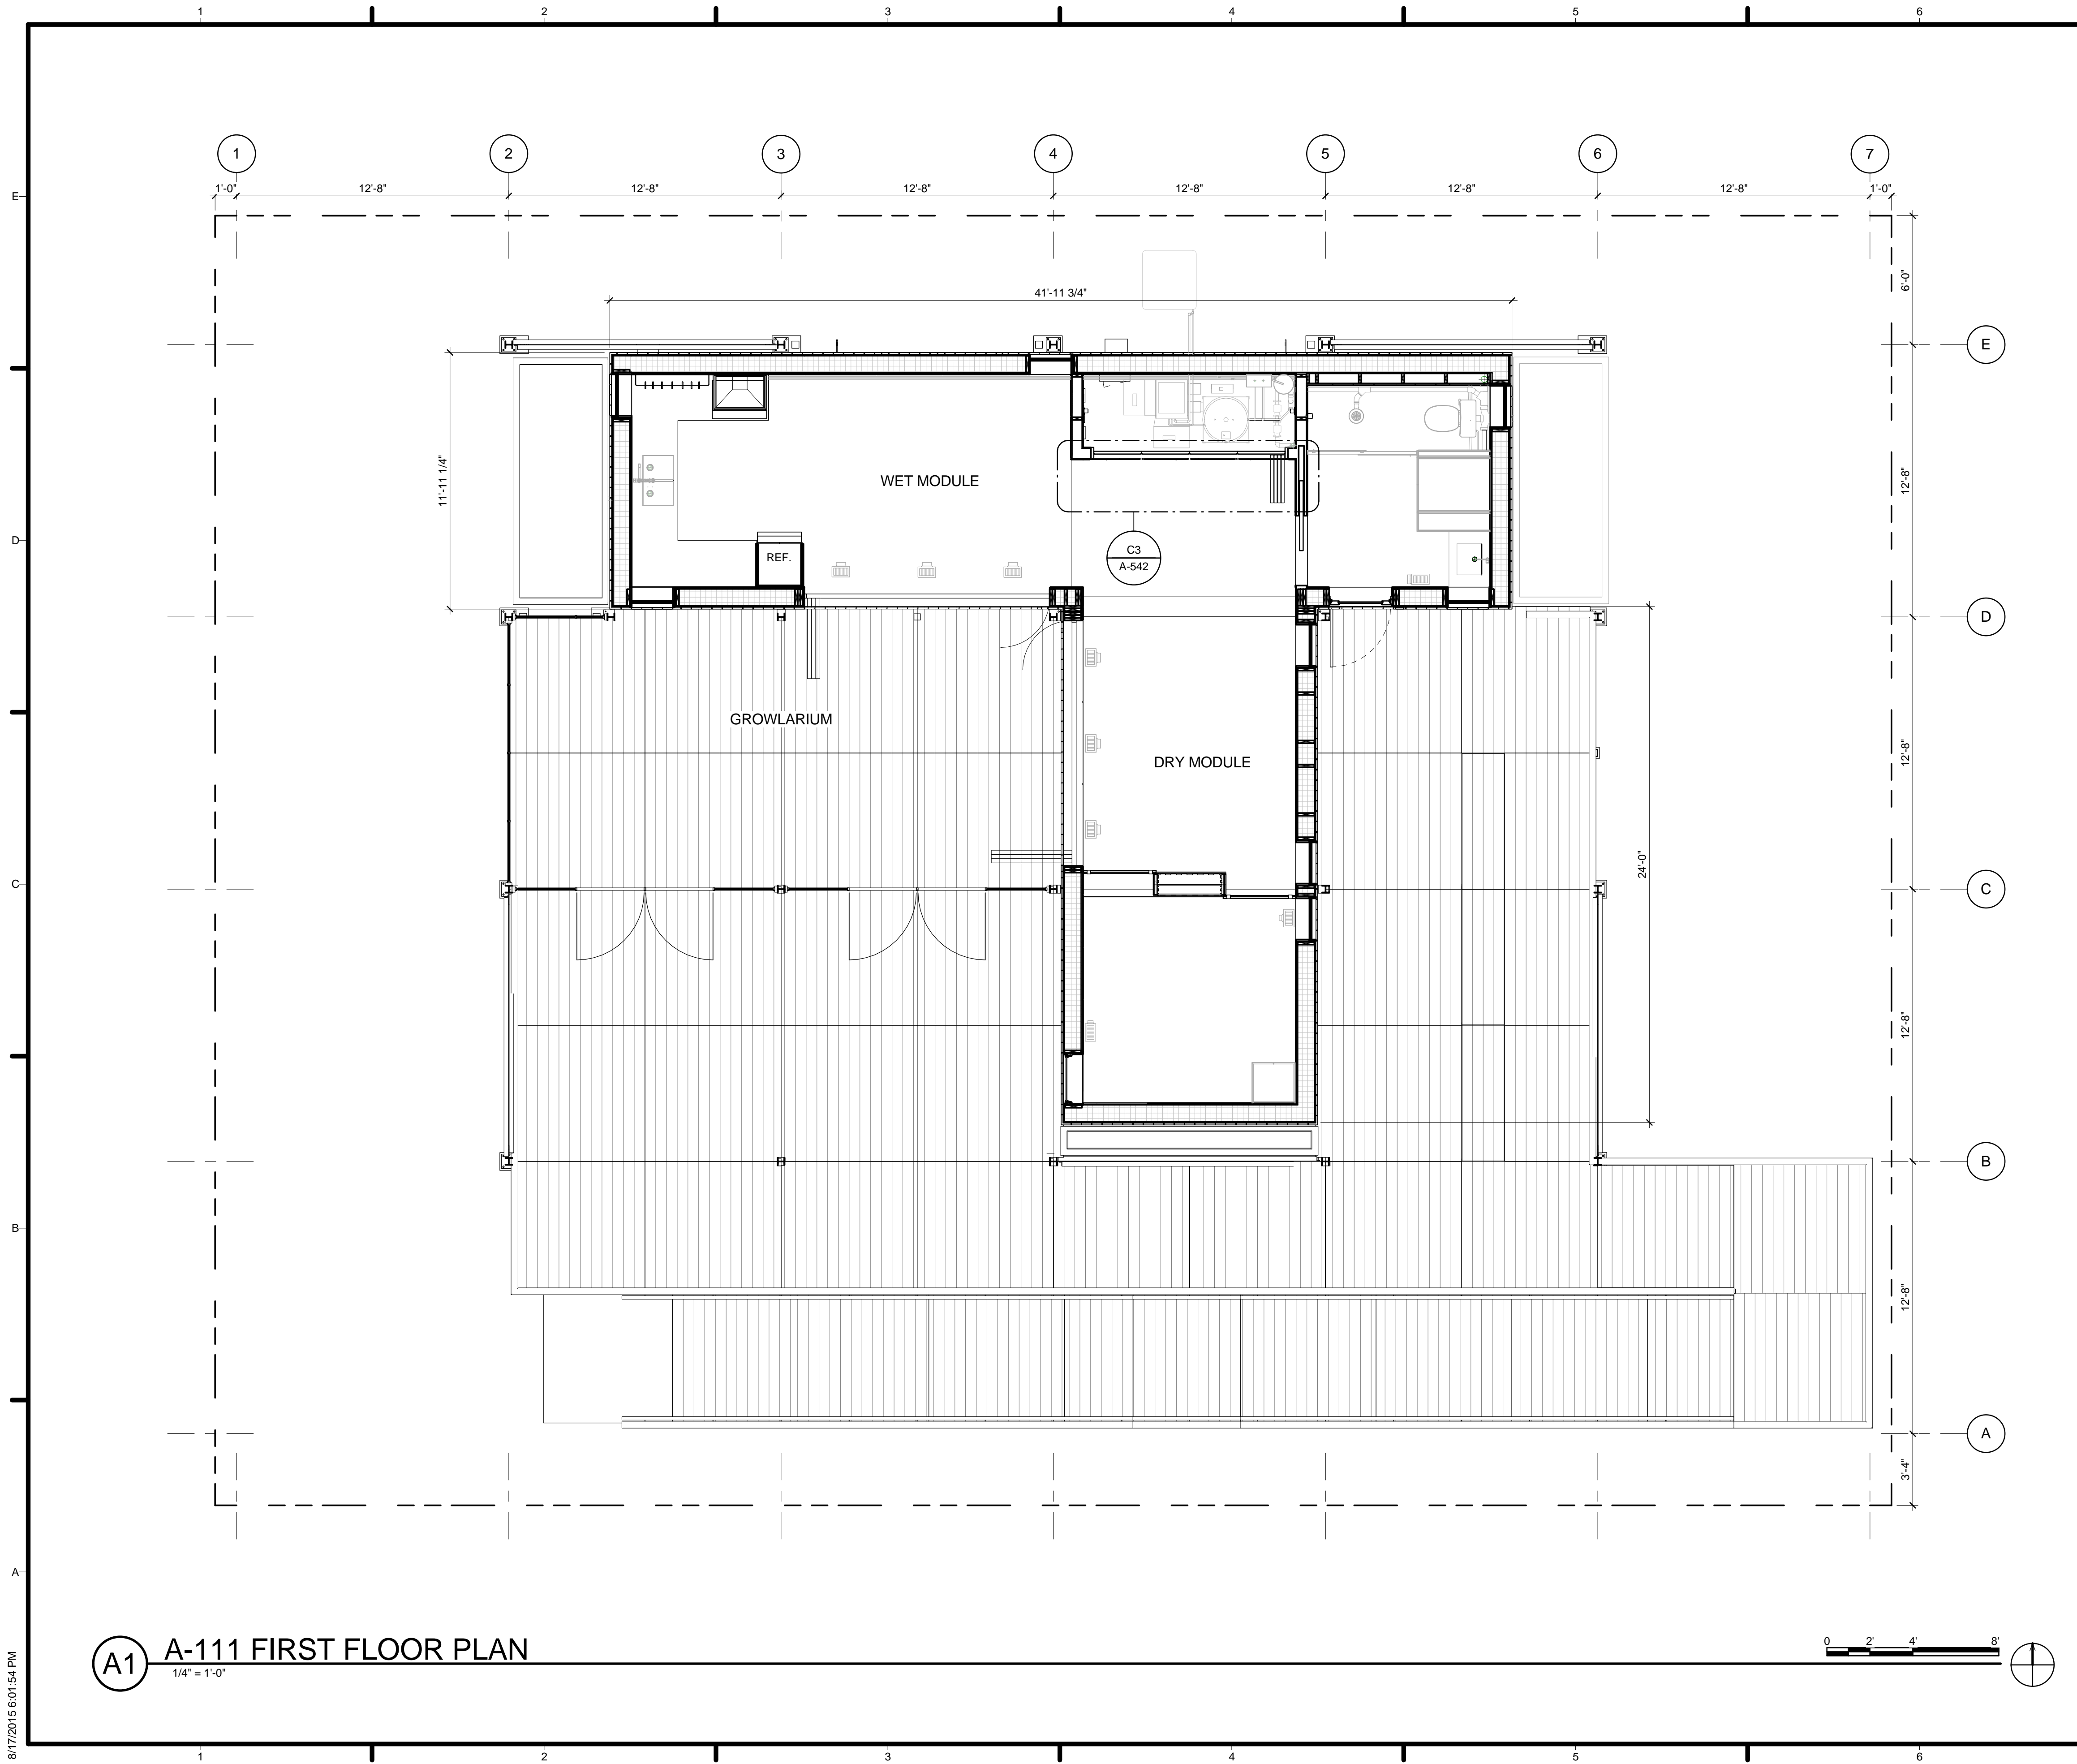 1 2 3 4 5 6
1 2 3 4 5 6 7
1'-0" 12'-8" 12'-8" 12'-8" 12'-8" 12'-8" 12'-8" 1'-0"
E
6'-0"
41'-11 3/4"
E
11'-11 1/4"
WET MODULE
12'-8"
D
C3
A-542
REF.
D
GROWLARIUM
DRY MODULE
12'-8"
24'-0"
C
C
12'-8"
B
B
12'-8"
A
3'-4"
A
A1
A-111 FIRST FLOOR PLAN
1/4" = 1'-0"
0 2' 4' 8'
8/17/2015 6:01:54 PM
1 2 3 4 5 6